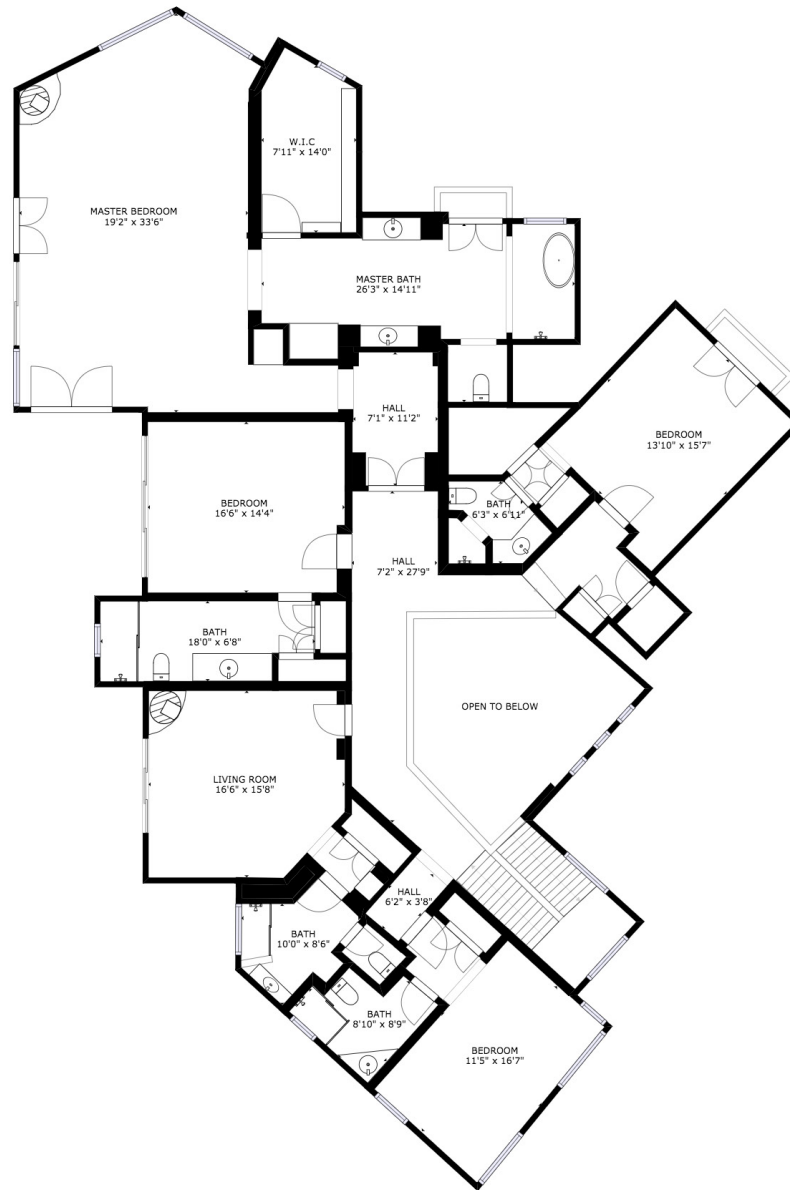 W.I.C
7'11" x 14'0"
MASTER BEDROOM
19'2" x 33'6"
MASTER BATH
26'3" x 14'11"
HALL
7'1" x 11'2"
BEDROOM
13'10" x 15'7"
BEDROOM
16'6" x 14'4"
BATH
6'3" x 6'11"
HALL
7'2" x 27'9"
BATH
18'0" x 6'8"
OPEN TO BELOW
LIVING ROOM
16'6" x 15'8"
HALL
6'2" x 3'8"
BATH
10'0" x 8'6"
BATH
8'10" x 8'9"
BEDROOM
11'5" x 16'7"